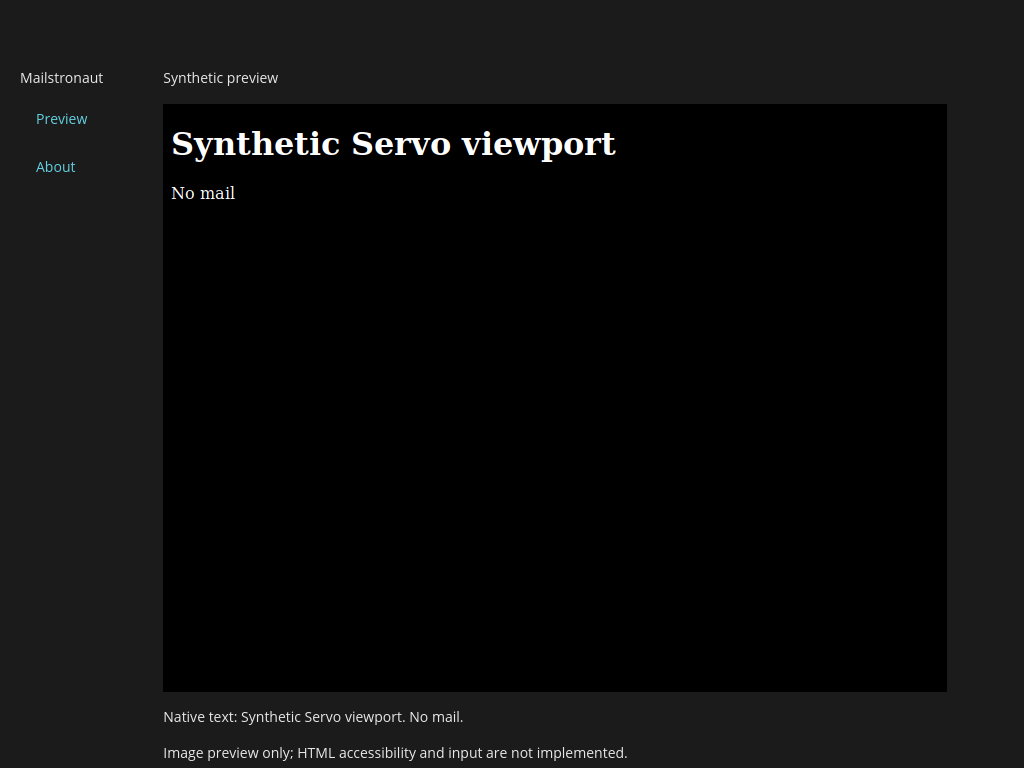 Mailstronaut
Preview
About
Synthetic preview
Synthetic Servo viewport
No mail
Native text: Synthetic Servo viewport. No mail.
Image preview only; HTML accessibility and input are not implemented.